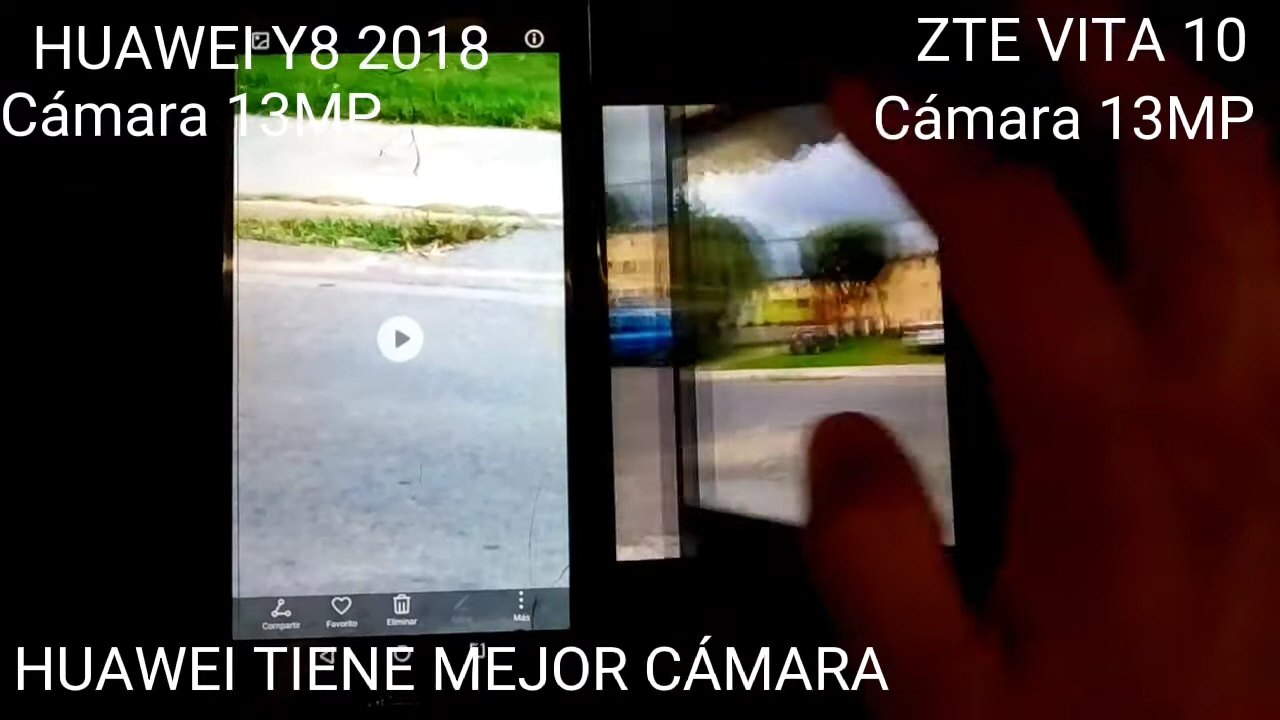 HUAWEI Y8 2018
Cámara 13MP
ZTE VITA 10
Cámara 13MP
Compartir
Favorito
Eliminar
Más
HUAWEI TIENE MEJOR CÁMARA